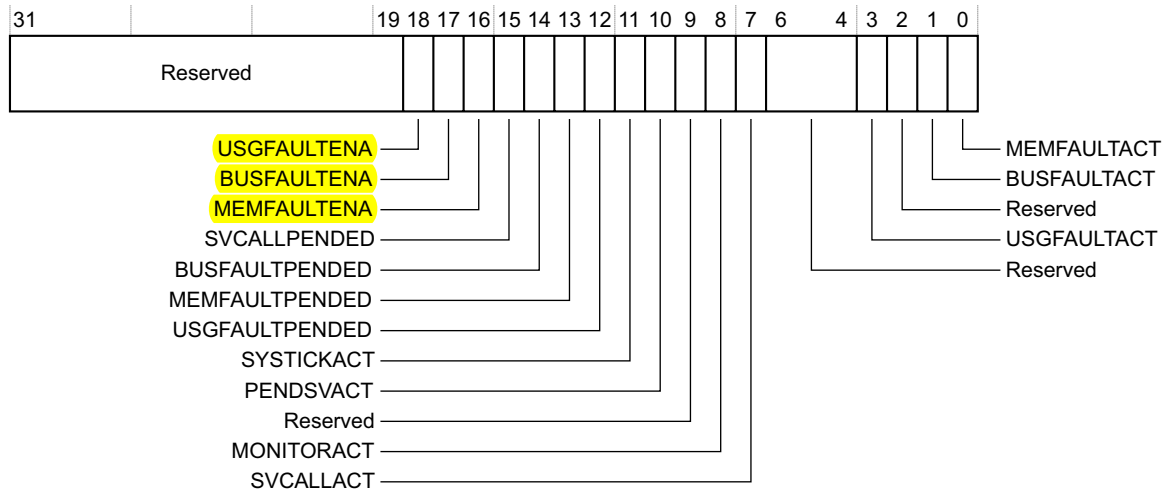 31 19 18 17 16 15 14 13 12 11 10 9 8 7 6 4 3 2 1 0
Reserved
USGFAULTENA MEMFAULTACT
BUSFAULTENA BUSFAULTACT
MEMFAULTENA Reserved
SVCALLPENDED USGFAULTACT
BUSFAULTPENDED Reserved
MEMFAULTPENDED
USGFAULTPENDED
SYSTICKACT
PENDSVACT
Reserved
MONITORACT
SVCALLACT